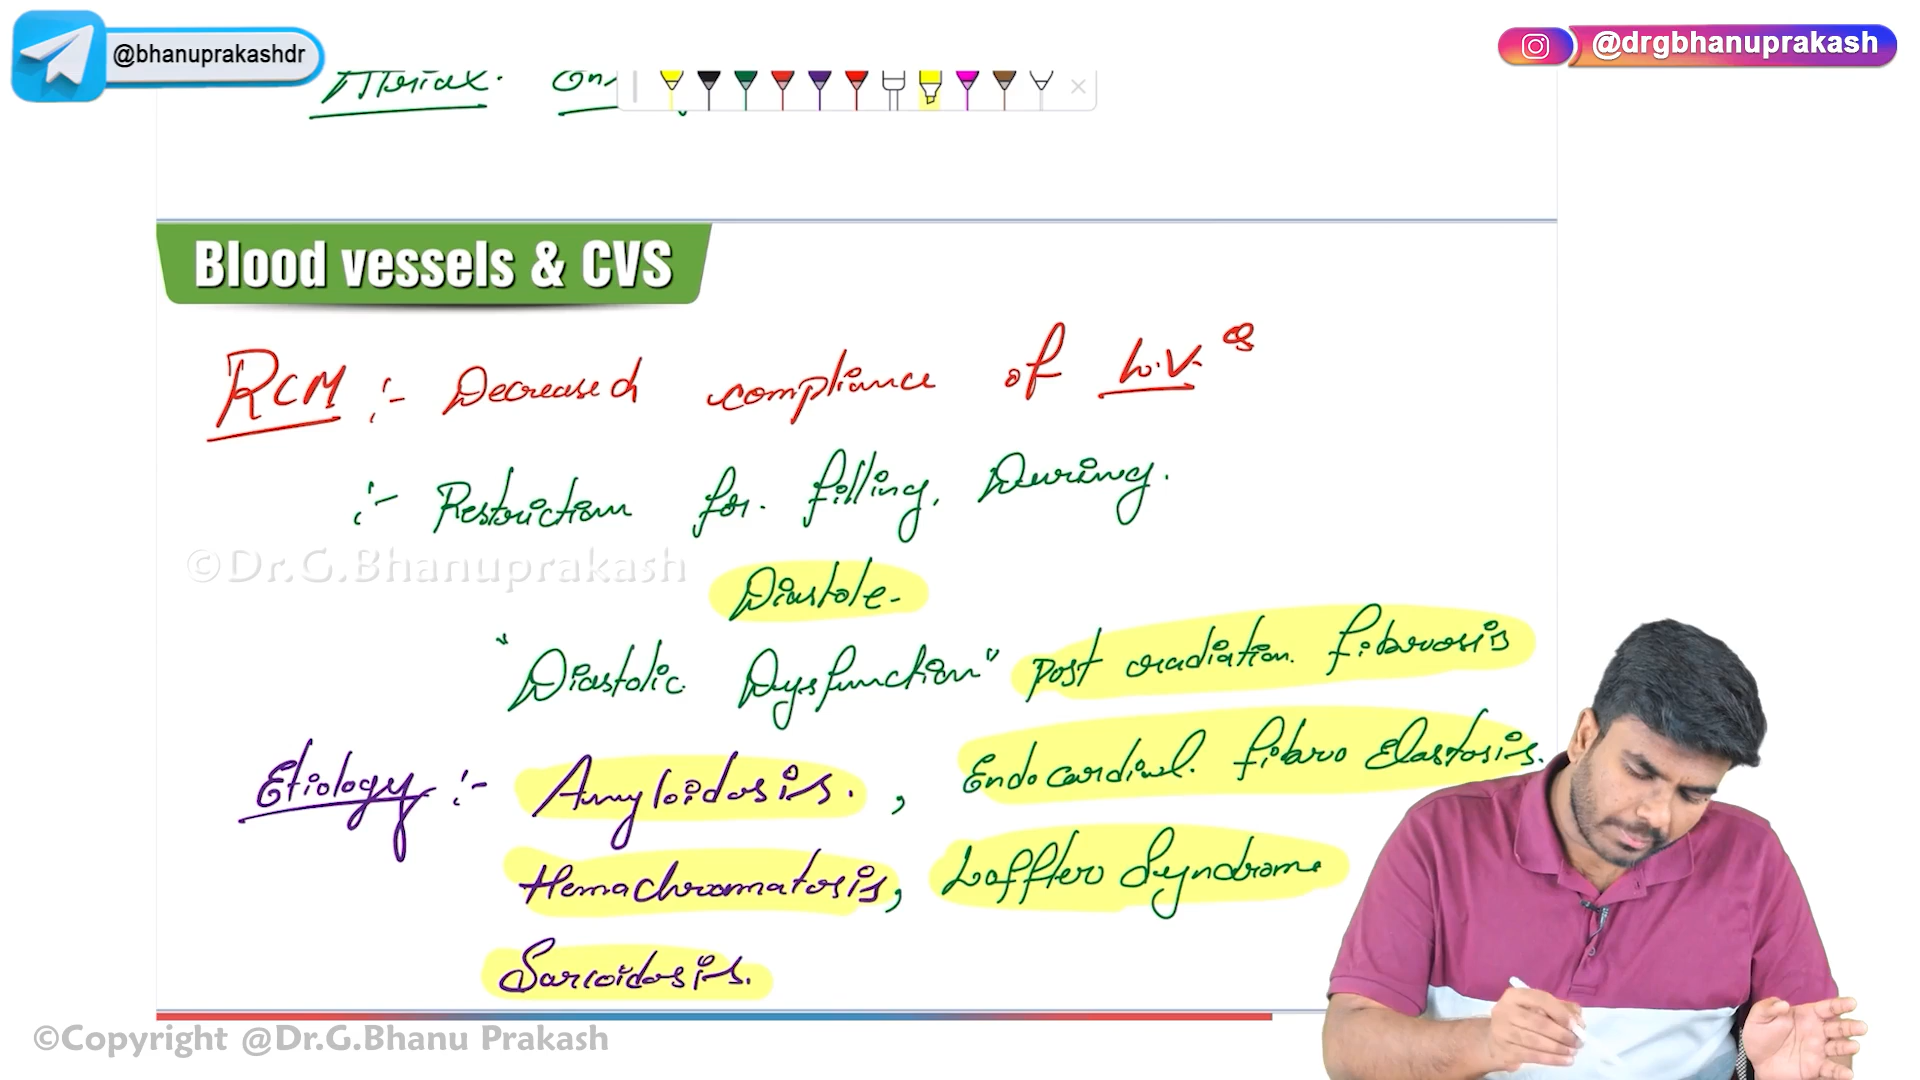 @bhanuprakashdr
@drgbhanuprakash
Blood vessels & CVS
RCM :- Decreased compliance of L.V.
:- Restriction for. filling. During.
©Dr.G.Bhanuprakash
Diastole-
"Diastolic Dysfunction" Post radiation. fibrosis
Etiology :- Amyloidosis. , Endocardial. fibro Elastosis.
Hemachromatosis, Loffler Syndrome
Sarcoidosis.
©Copyright @Dr.G.Bhanu Prakash